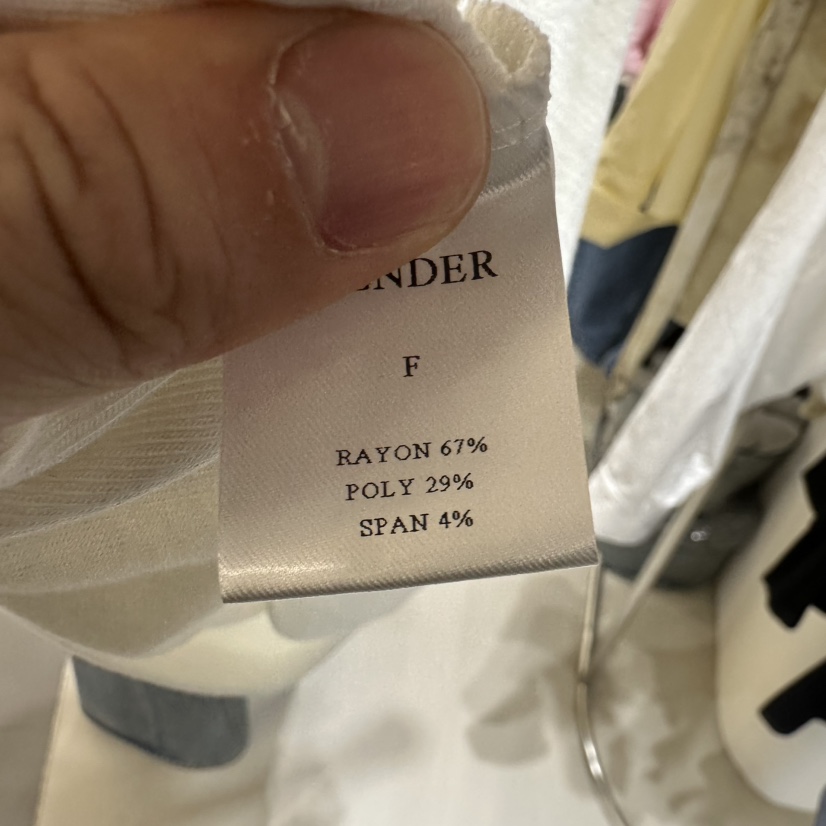 ENDER
F
RAYON 67%
POLY 29%
SPAN 4%